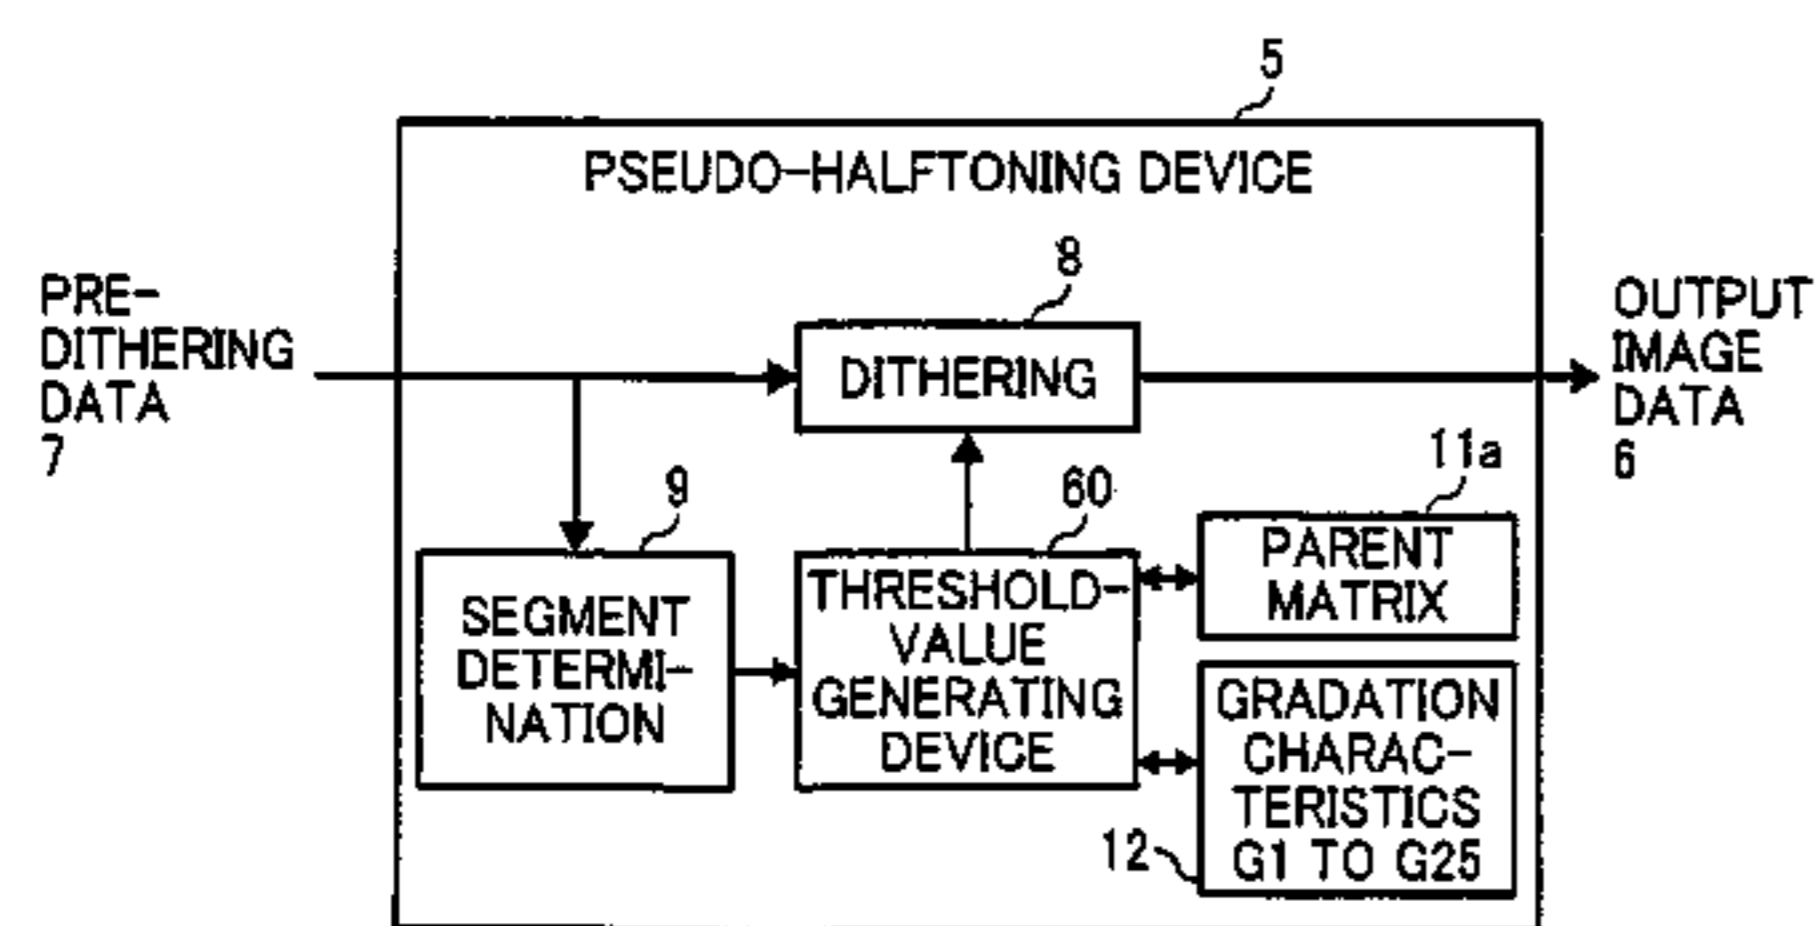 5
PSEUDO-HALFTONING DEVICE
PRE-
DITHERING
DATA
7
8
DITHERING
OUTPUT
IMAGE
DATA
6
9
SEGMENT
DETERMI-
NATION
60
THRESHOLD-
VALUE
GENERATING
DEVICE
11a
PARENT
MATRIX
GRADATION
CHARAC-
TERISTICS
G1 TO G25
12